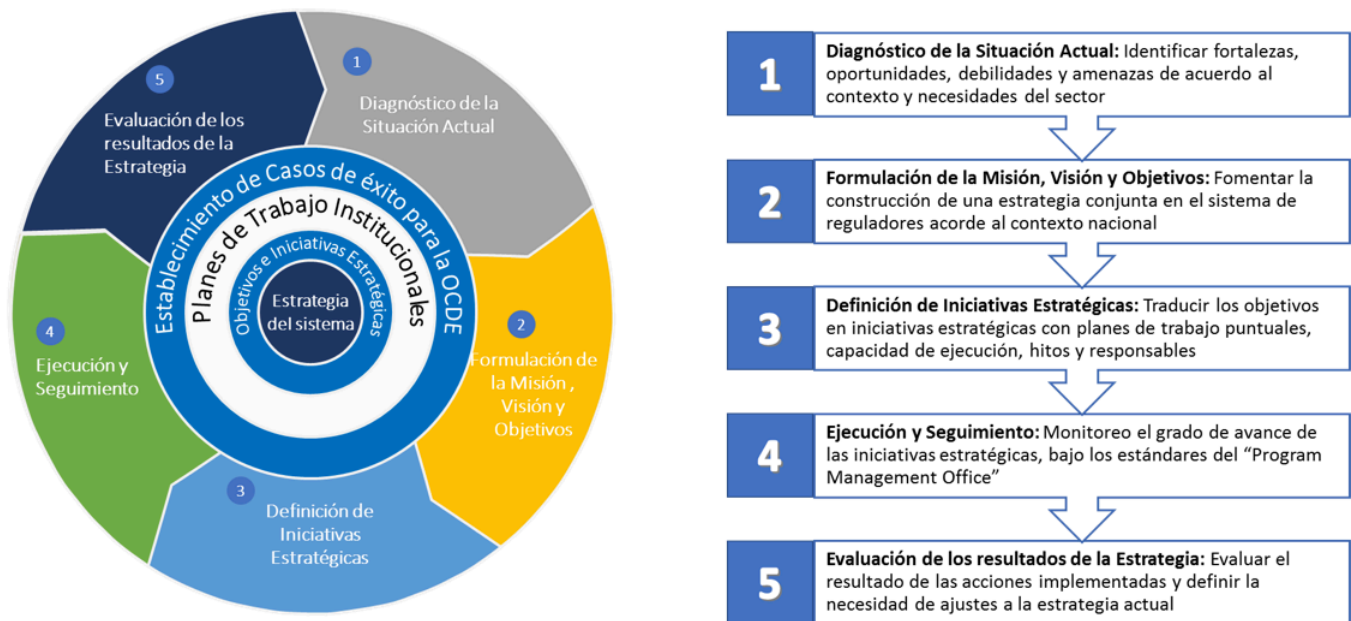 1
Diagnóstico de la
Situación Actual
2
Formulación de
la Misión ,
Visión y
Objetivos
3
Definición de
Iniciativas
Estratégicas
4
Ejecución y
Seguimiento
5
Evaluación de los
resultados de la
Estrategia
Establecimiento de Casos de éxito para la OCDE
Planes de Trabajo Institucionales
Objetivos e Iniciativas Estratégicas
Estrategia
del sistema
1
Diagnóstico de la Situación Actual: Identificar fortalezas,
oportunidades, debilidades y amenazas de acuerdo al
contexto y necesidades del sector
2
Formulación de la Misión, Visión y Objetivos: Fomentar la
construcción de una estrategia conjunta en el sistema de
reguladores acorde al contexto nacional
3
Definición de Iniciativas Estratégicas: Traducir los objetivos
en iniciativas estratégicas con planes de trabajo puntuales,
capacidad de ejecución, hitos y responsables
4
Ejecución y Seguimiento: Monitoreo el grado de avance de
las iniciativas estratégicas, bajo los estándares del “Program
Management Office”
5
Evaluación de los resultados de la Estrategia: Evaluar el
resultado de las acciones implementadas y definir la
necesidad de ajustes a la estrategia actual